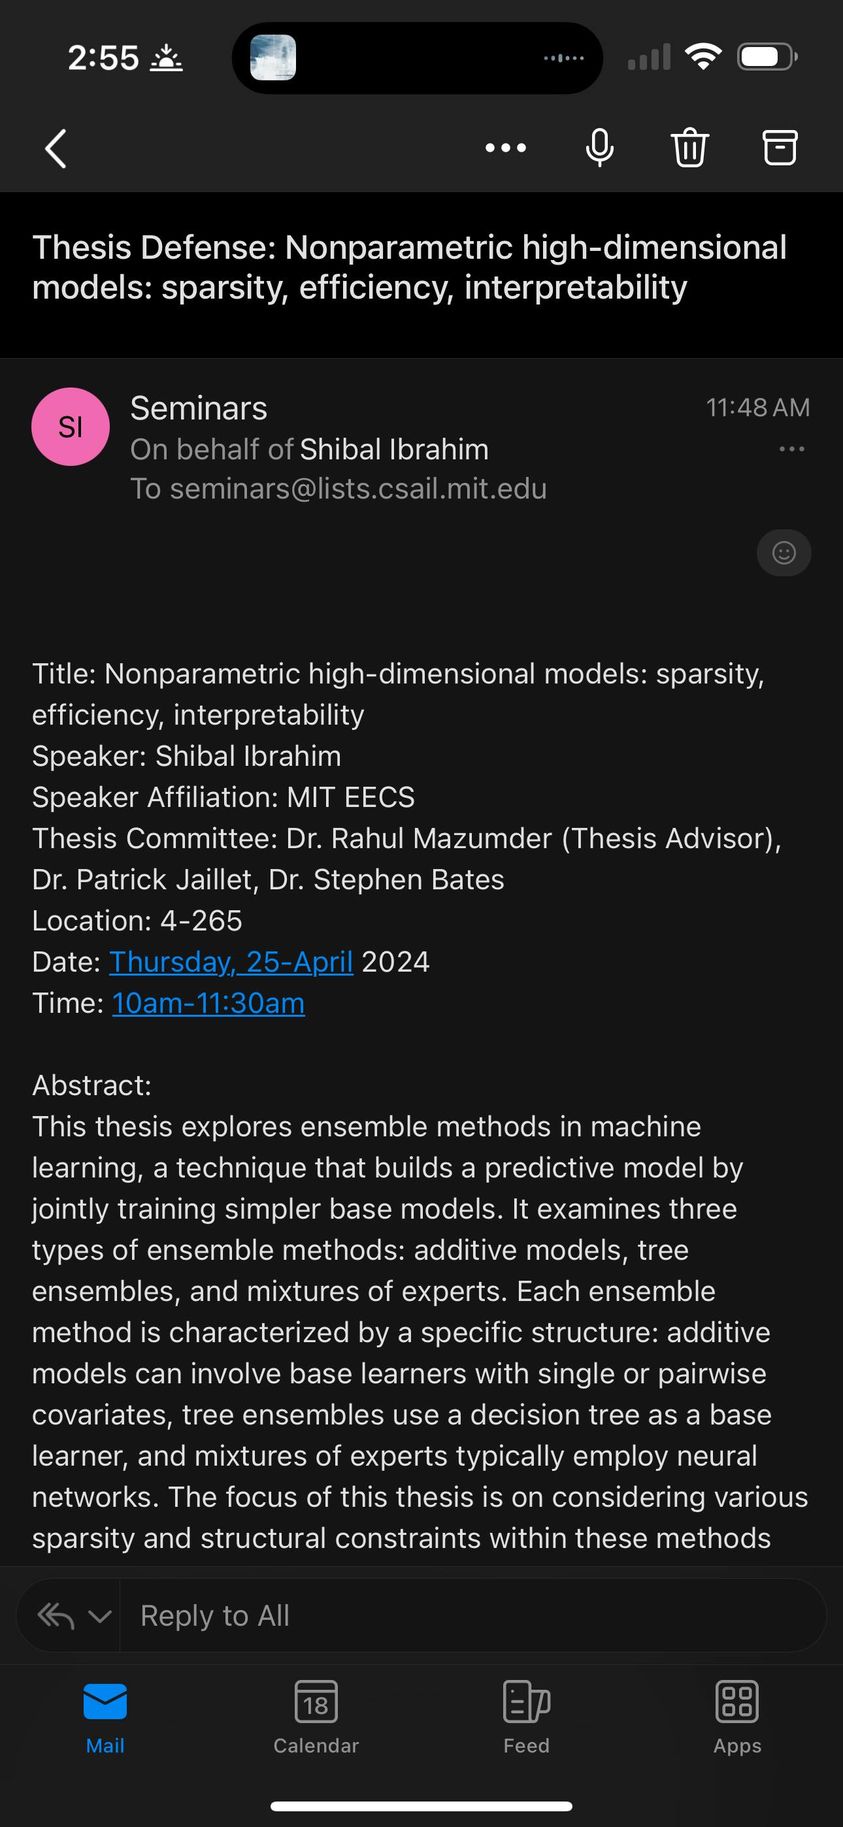 2:55
Thesis Defense: Nonparametric high-dimensional
models: sparsity, efficiency, interpretability
SI
Seminars
11:48 AM
On behalf of Shibal Ibrahim
To seminars@lists.csail.mit.edu
Title: Nonparametric high-dimensional models: sparsity,
efficiency, interpretability
Speaker: Shibal Ibrahim
Speaker Affiliation: MIT EECS
Thesis Committee: Dr. Rahul Mazumder (Thesis Advisor),
Dr. Patrick Jaillet, Dr. Stephen Bates
Location: 4-265
Date: Thursday, 25-April 2024
Time: 10am-11:30am
Abstract:
This thesis explores ensemble methods in machine
learning, a technique that builds a predictive model by
jointly training simpler base models. It examines three
types of ensemble methods: additive models, tree
ensembles, and mixtures of experts. Each ensemble
method is characterized by a specific structure: additive
models can involve base learners with single or pairwise
covariates, tree ensembles use a decision tree as a base
learner, and mixtures of experts typically employ neural
networks. The focus of this thesis is on considering various
sparsity and structural constraints within these methods
Reply to All
18
Mail
Calendar
Feed
Apps